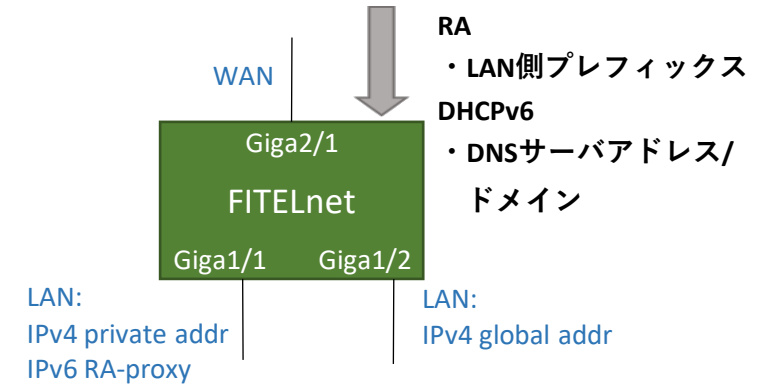 RA
・LAN側プレフィックス
WAN
DHCPv6
・DNSサーバアドレス/
ドメイン
Giga2/1
FITELnet
Giga1/1
Giga1/2
LAN:
IPv4 private addr
IPv6 RA-proxy
LAN:
IPv4 global addr